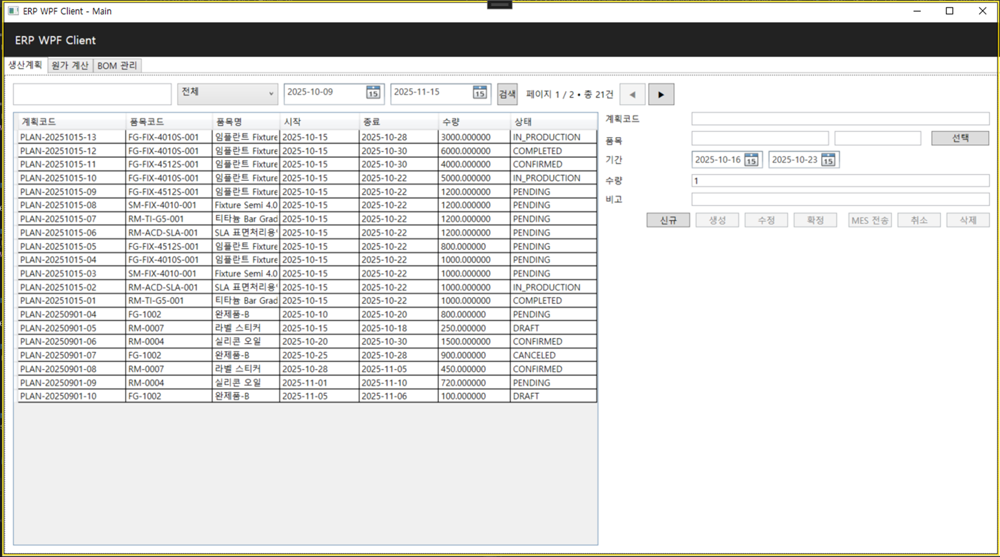 ERP WPF Client - Main
ERP WPF Client
생산계획 원가 계산 BOM 관리
전체 2025-10-09 15 2025-11-15 15 검색 페이지 1 / 2 • 총 21건 ◀ ▶
계획코드 품목코드 품목명 시작 종료 수량 상태
PLAN-20251015-13 FG-FIX-4010S-001 임플란트 Fixture 2025-10-15 2025-10-28 3000.000000 IN_PRODUCTION
PLAN-20251015-12 FG-FIX-4010S-001 임플란트 Fixture 2025-10-15 2025-10-30 6000.000000 COMPLETED
PLAN-20251015-11 FG-FIX-4512S-001 임플란트 Fixture 2025-10-15 2025-10-30 4000.000000 CONFIRMED
PLAN-20251015-10 FG-FIX-4010S-001 임플란트 Fixture 2025-10-15 2025-10-22 5000.000000 IN_PRODUCTION
PLAN-20251015-09 FG-FIX-4512S-001 임플란트 Fixture 2025-10-15 2025-10-22 1200.000000 PENDING
PLAN-20251015-08 SM-FIX-4010-001 Fixture Semi 4.0 2025-10-15 2025-10-22 1200.000000 PENDING
PLAN-20251015-07 RM-TI-G5-001 티타늄 Bar Grad 2025-10-15 2025-10-22 1200.000000 PENDING
PLAN-20251015-06 RM-ACD-SLA-001 SLA 표면처리용 2025-10-15 2025-10-22 1200.000000 PENDING
PLAN-20251015-05 FG-FIX-4512S-001 임플란트 Fixture 2025-10-15 2025-10-22 800.000000 PENDING
PLAN-20251015-04 FG-FIX-4010S-001 임플란트 Fixture 2025-10-15 2025-10-22 1000.000000 PENDING
PLAN-20251015-03 SM-FIX-4010-001 Fixture Semi 4.0 2025-10-15 2025-10-22 1000.000000 PENDING
PLAN-20251015-02 RM-ACD-SLA-001 SLA 표면처리용 2025-10-15 2025-10-22 1000.000000 IN_PRODUCTION
PLAN-20251015-01 RM-TI-G5-001 티타늄 Bar Grad 2025-10-15 2025-10-22 1000.000000 COMPLETED
PLAN-20250901-04 FG-1002 완제품-B 2025-10-10 2025-10-20 800.000000 PENDING
PLAN-20250901-05 RM-0007 라벨 스티커 2025-10-15 2025-10-18 250.000000 DRAFT
PLAN-20250901-06 RM-0004 실리콘 오일 2025-10-20 2025-10-30 1500.000000 CONFIRMED
PLAN-20250901-07 FG-1002 완제품-B 2025-10-25 2025-10-28 900.000000 CANCELED
PLAN-20250901-08 RM-0007 라벨 스티커 2025-10-28 2025-11-05 450.000000 CONFIRMED
PLAN-20250901-09 RM-0004 실리콘 오일 2025-11-01 2025-11-10 720.000000 PENDING
PLAN-20250901-10 FG-1002 완제품-B 2025-11-05 2025-11-06 100.000000 DRAFT
계획코드
품목 선택
기간 2025-10-16 15 2025-10-23 15
수량 1
비고
신규 생성 수정 확정 MES 전송 취소 삭제